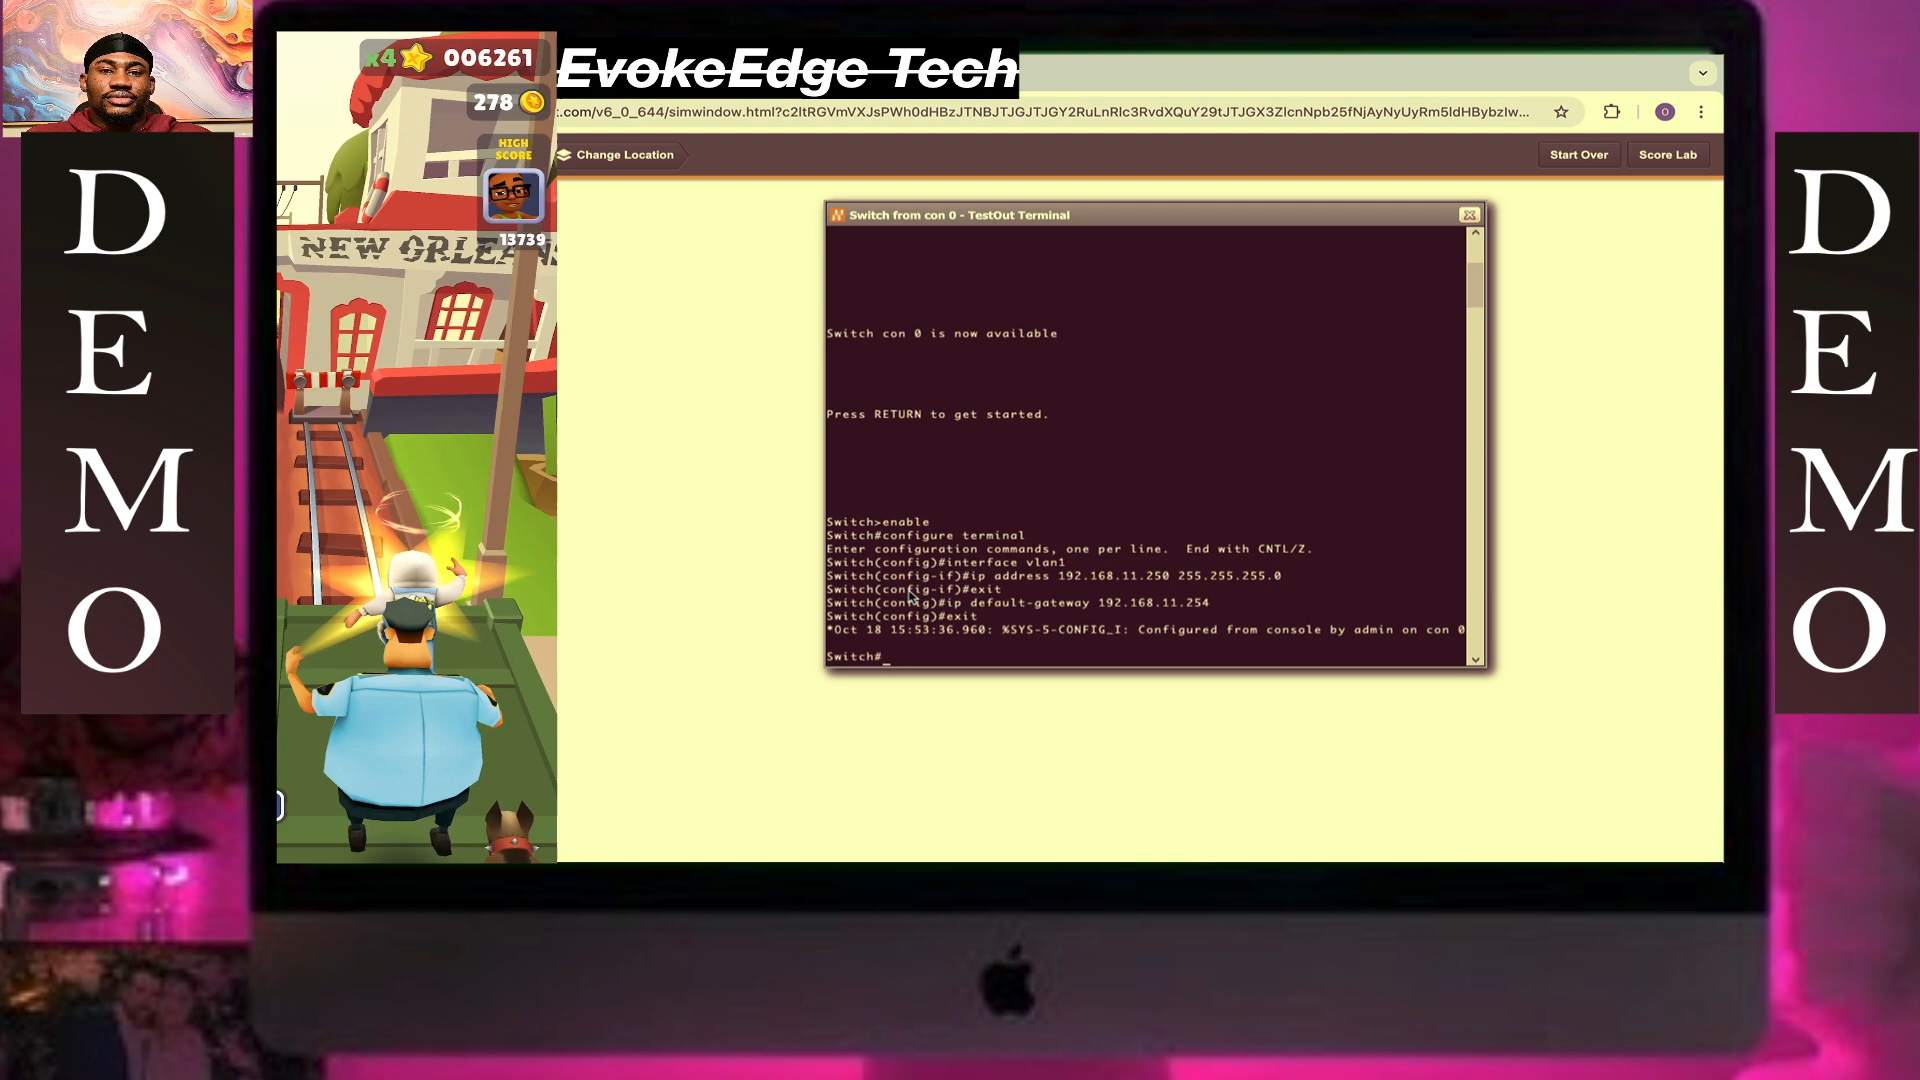 x4 006261
278
HIGH
SCORE
13739
NEW ORLEANS
EvokeEdge Tech
:.com/v6_0_644/simwindow.html?c2ltRGVmVXJsPWh0dHBzJTNBJTJGJTJGY2RuLnRlc3RvdXQuY29tJTJGX3ZlcnNpb25fNjAyNyUyRm5ldHBybzIw...
O
Change Location
Start Over
Score Lab
Switch from con 0 - TestOut Terminal
Switch con 0 is now available
Press RETURN to get started.
Switch>enable
Switch#configure terminal
Enter configuration commands, one per line. End with CNTL/Z.
Switch(config)#interface vlan1
Switch(config-if)#ip address 192.168.11.250 255.255.255.0
Switch(config-if)#exit
Switch(config)#ip default-gateway 192.168.11.254
Switch(config)#exit
*Oct 18 15:53:36.960: %SYS-5-CONFIG_I: Configured from console by admin on con 0
Switch#_
DEMO
DEMO